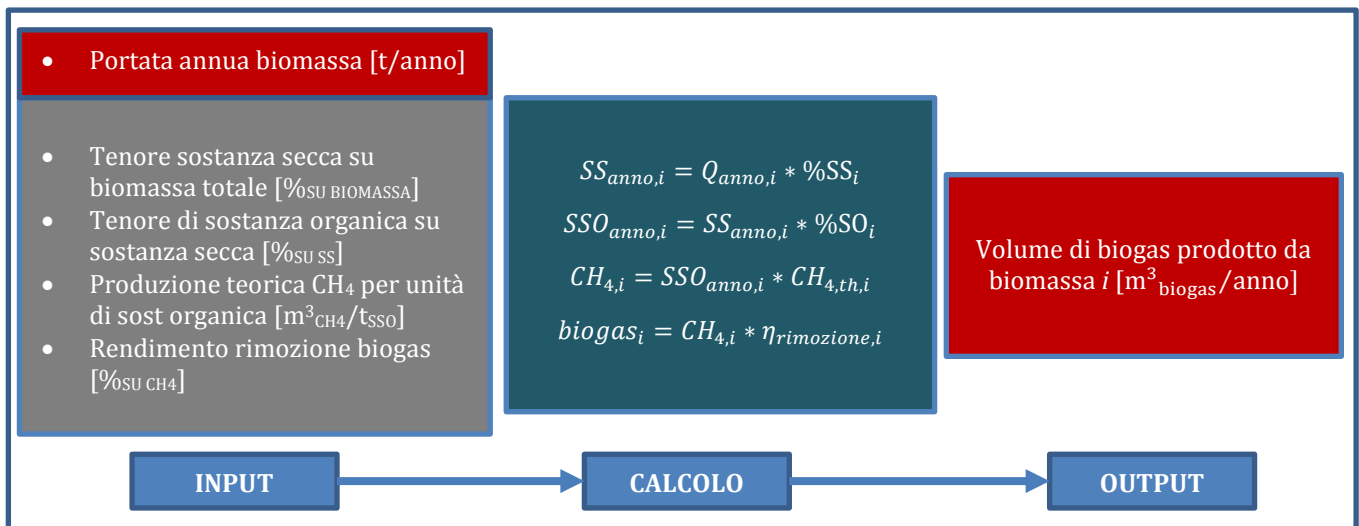 • Portata annua biomassa [t/anno]
• Tenore sostanza secca su
biomassa totale [%SU BIOMASSA]
• Tenore di sostanza organica su
sostanza secca [%SU SS]
• Produzione teorica CH₄ per unità
di sost organica [m³CH4/tSSO]
• Rendimento rimozione biogas
[%SU CH4]
SSanno,i = Qanno,i * %SSi
SSOanno,i = SSanno,i * %SOi
CH4,i = SSOanno,i * CH4,th,i
biogasi = CH4,i * ηrimozione,i
Volume di biogas prodotto da
biomassa i [m³biogas/anno]
INPUT
CALCOLO
OUTPUT